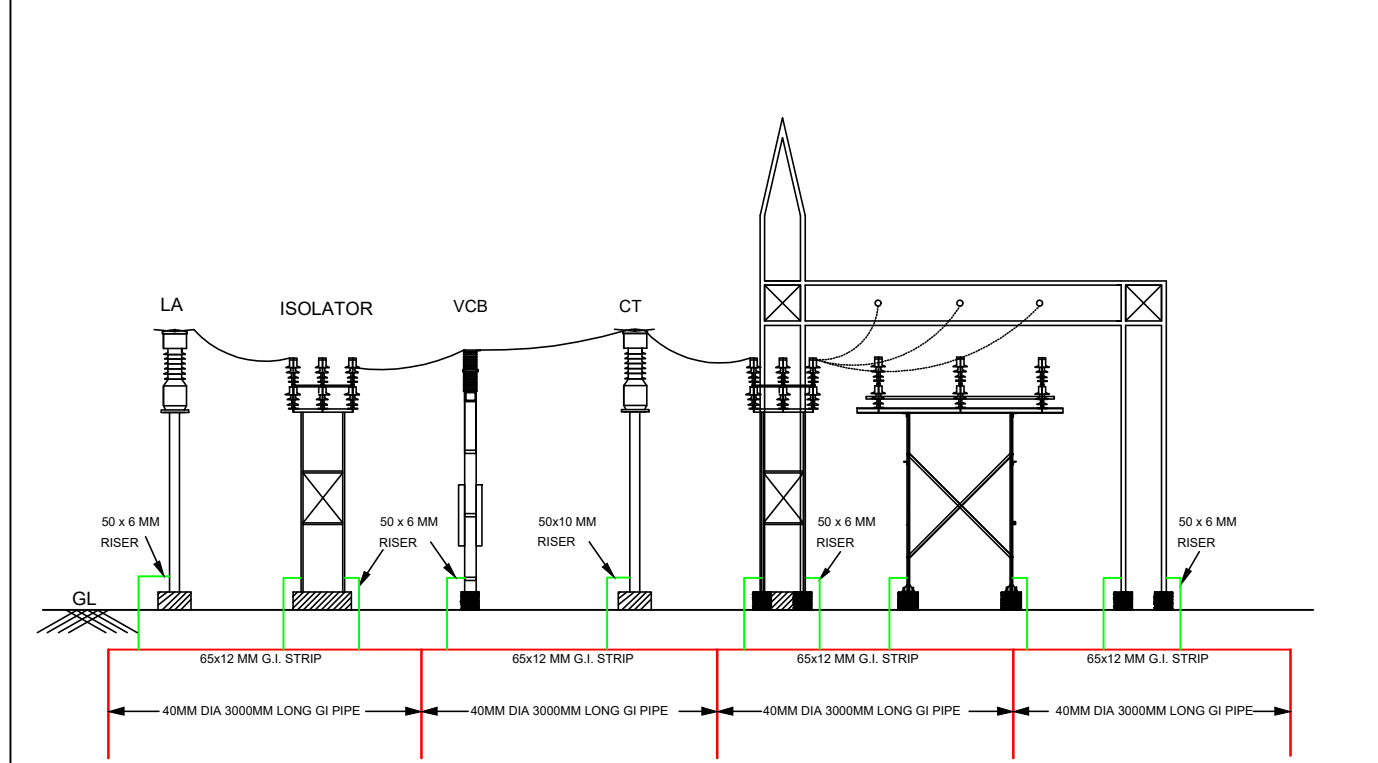 LA
ISOLATOR
VCB
CT
50 x 6 MM
RISER
50 x 6 MM
RISER
50x10 MM
RISER
50 x 6 MM
RISER
50 x 6 MM
RISER
GL
65x12 MM G.I. STRIP
65x12 MM G.I. STRIP
65x12 MM G.I. STRIP
65x12 MM G.I. STRIP
40MM DIA 3000MM LONG GI PIPE
40MM DIA 3000MM LONG GI PIPE
40MM DIA 3000MM LONG GI PIPE
40MM DIA 3000MM LONG GI PIPE